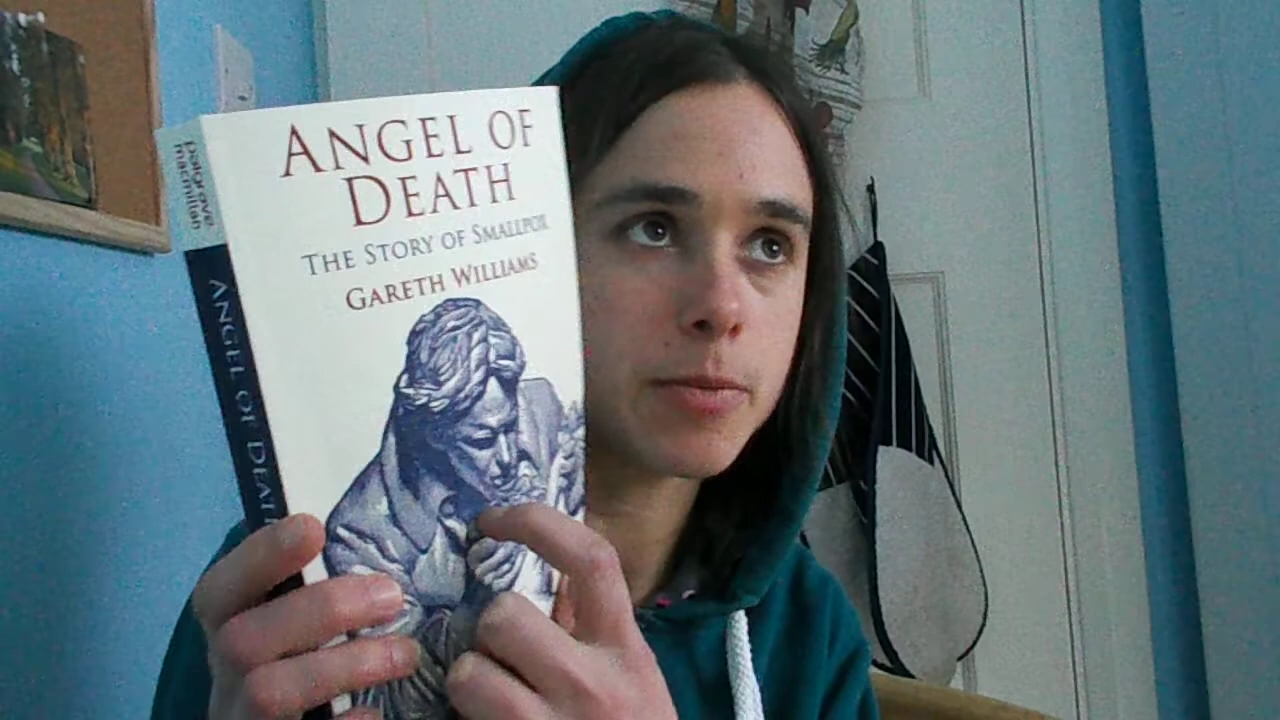 ANGEL OF
DEATH
THE STORY OF SMALLPOX
GARETH WILLIAMS
palgrave
macmillan
ANGEL OF DEATH